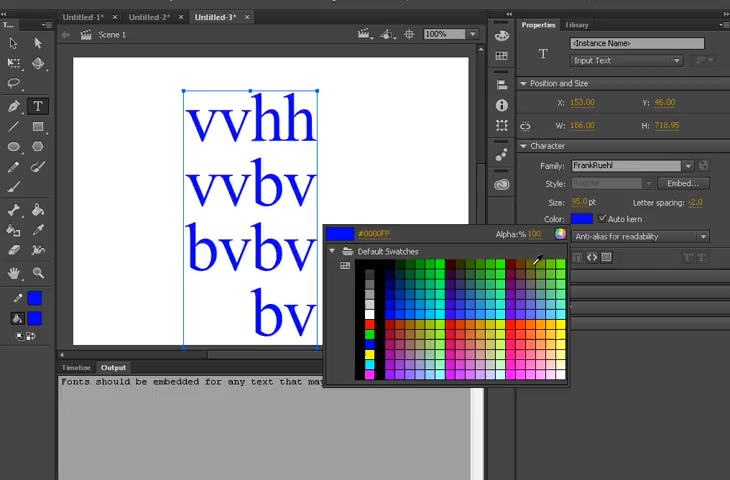 T...
Untitled-1* ×
Untitled-2* ×
Untitled-3* ×
Scene 1
100%
vvhh
vvbv
bvbv
bv
#0000FF
Alpha:% 100
Default Swatches
Timeline
Output
Fonts should be embedded for any text that may
Properties
Library
T
<Instance Name>
Input Text
Position and Size
X: 153.00
Y: 46.00
W: 186.00
H: 718.95
Character
Family: FrankRuehl
Style: Regular
Embed...
Size: 95.0 pt
Letter spacing: -2.0
Color:
Auto kern
Anti-alias for readability